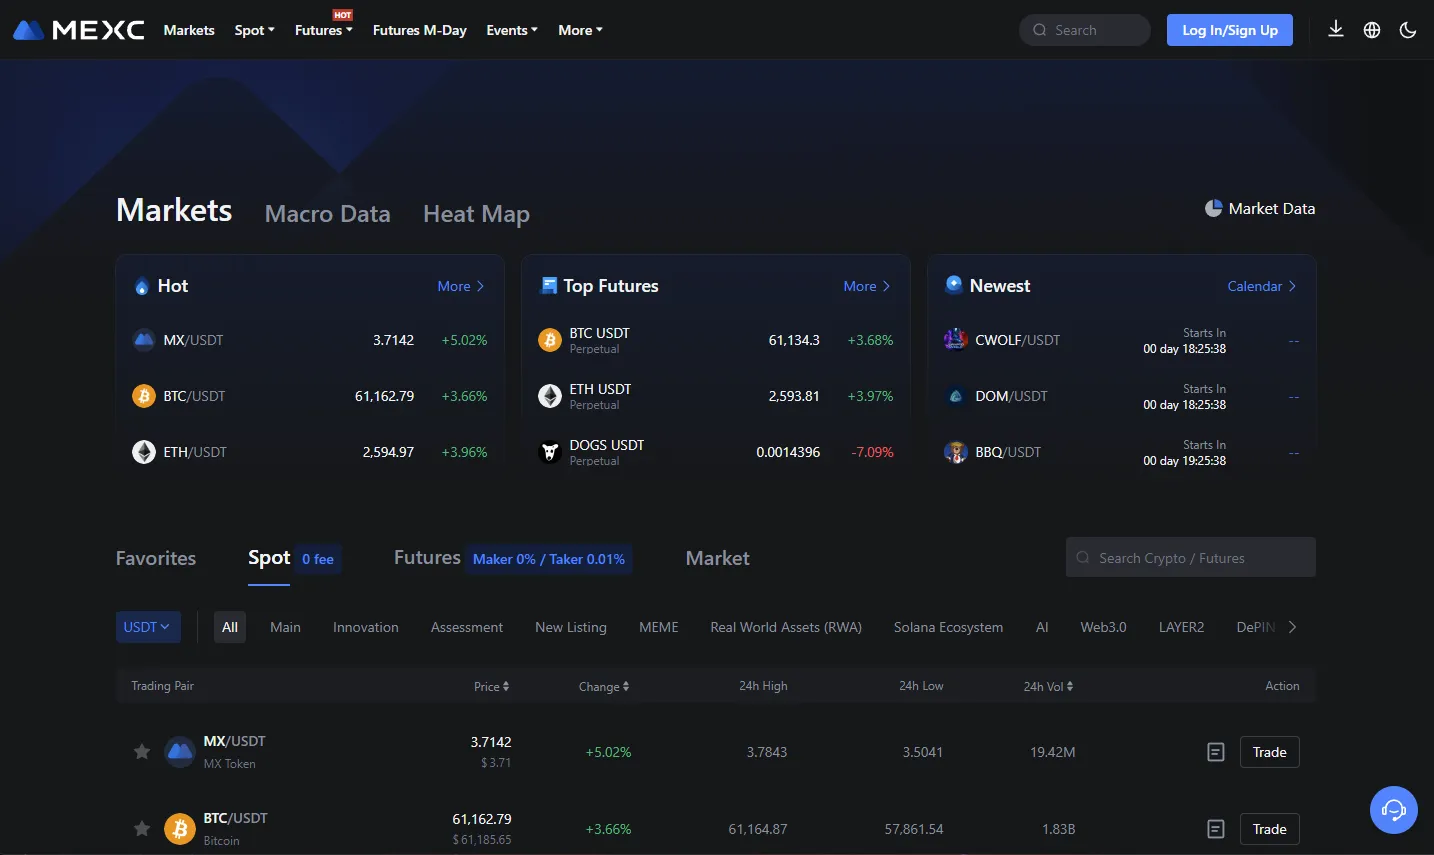 MEXC Markets Spot Futures HOT Futures M-Day Events More Search Log In/Sign Up
Markets Macro Data Heat Map Market Data
Hot More
MX/USDT 3.7142 +5.02%
BTC/USDT 61,162.79 +3.66%
ETH/USDT 2,594.97 +3.96%
Top Futures More
BTC USDT 61,134.3 +3.68%
Perpetual
ETH USDT 2,593.81 +3.97%
Perpetual
DOGS USDT 0.0014396 -7.09%
Perpetual
Newest Calendar
CWOLF/USDT Starts In --
00 day 18:25:38
DOM/USDT Starts In --
00 day 18:25:38
BBQ/USDT Starts In --
00 day 19:25:38
Favorites Spot 0 fee Futures Maker 0% / Taker 0.01% Market Search Crypto / Futures
USDT All Main Innovation Assessment New Listing MEME Real World Assets (RWA) Solana Ecosystem AI Web3.0 LAYER2 DePIN
Trading Pair Price Change 24h High 24h Low 24h Vol Action
MX/USDT 3.7142 +5.02% 3.7843 3.5041 19.42M Trade
MX Token $ 3.71
BTC/USDT 61,162.79 +3.66% 61,164.87 57,861.54 1.83B Trade
Bitcoin $ 61,185.65